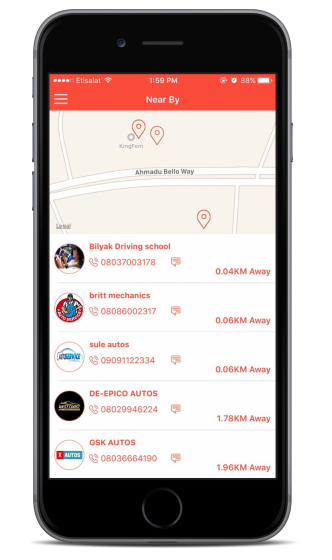 Etisalat 1:59 PM 88%
Near By
KingFem
Ahmadu Bello Way
Legal
Bilyak Driving school
08037003178
0.04KM Away
britt mechanics
08086002317
0.06KM Away
sule autos
09091122334
0.06KM Away
DE-EPICO AUTOS
08029946224
1.78KM Away
GSK AUTOS
X AUTOS
08036664190
1.96KM Away